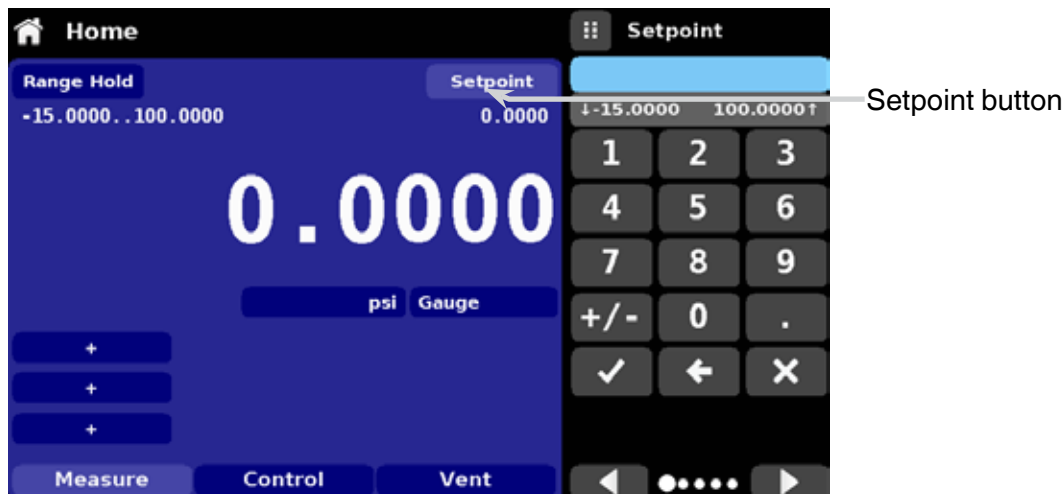 Home
Setpoint
Range Hold
Setpoint
-15.0000..100.0000
0.0000
↓-15.0000 100.0000↑
Setpoint button
0.0000
psi Gauge
1 2 3
4 5 6
7 8 9
+/- 0 .
+
+
+
Measure Control Vent